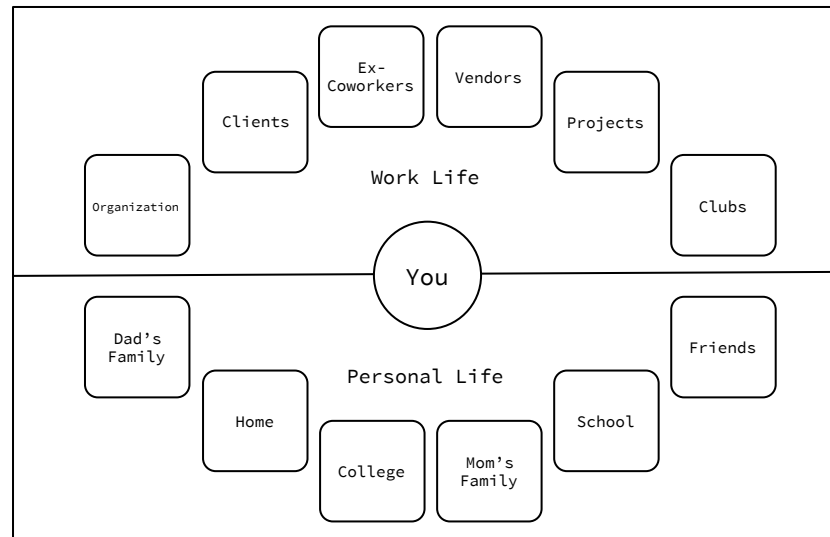 Ex-
Coworkers
Vendors
Clients
Projects
Work Life
Organization
Clubs
You
Dad’s
Family
Friends
Personal Life
Home
School
College
Mom’s
Family